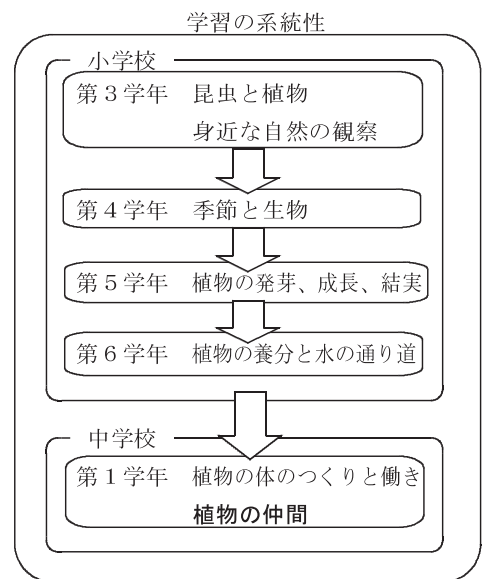 学習の系統性
小学校
第３学年　昆虫と植物
身近な自然の観察
第４学年　季節と生物
第５学年　植物の発芽、成長、結実
第６学年　植物の養分と水の通り道
中学校
第１学年　植物の体のつくりと働き
植物の仲間